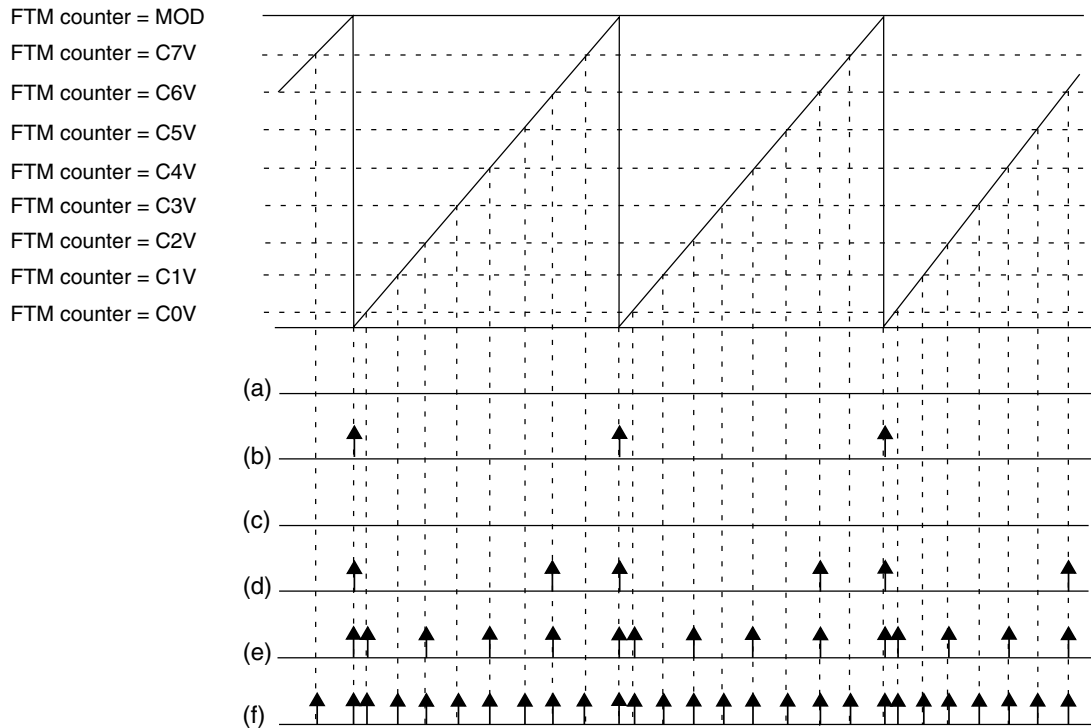 FTM counter = MOD
FTM counter = C7V
FTM counter = C6V
FTM counter = C5V
FTM counter = C4V
FTM counter = C3V
FTM counter = C2V
FTM counter = C1V
FTM counter = C0V
(a)
(b)
(c)
(d)
(e)
(f)